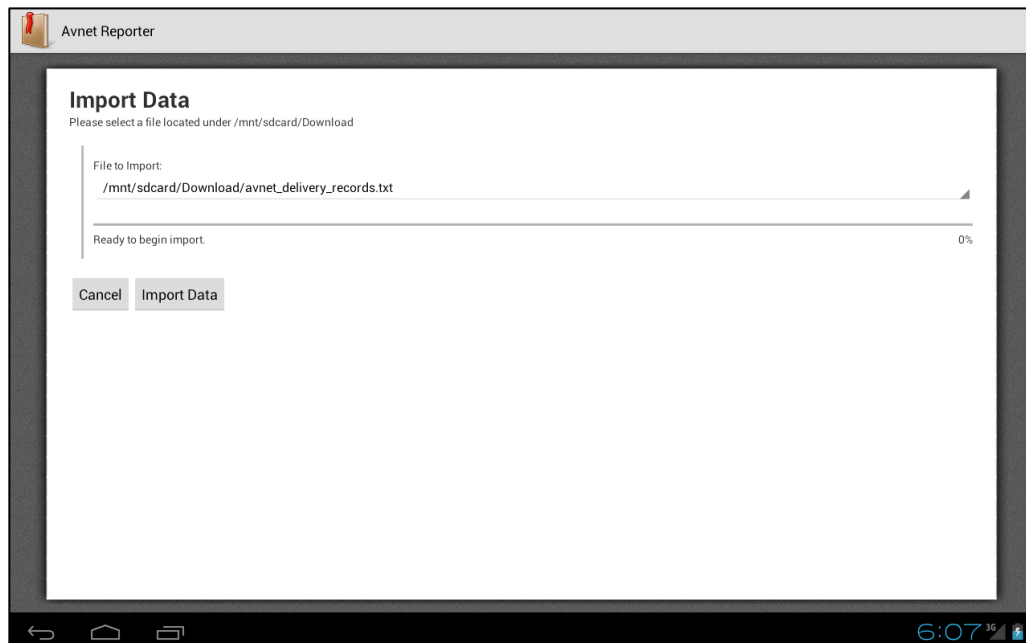 Avnet Reporter
Import Data
Please select a file located under /mnt/sdcard/Download
File to Import:
/mnt/sdcard/Download/avnet_delivery_records.txt
Ready to begin import. 0%
Cancel Import Data
6:07 3G